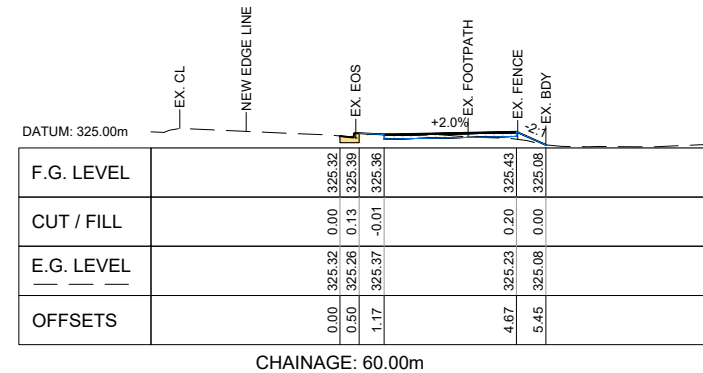 EX. CL
NEW EDGE LINE
EX. EOS
EX. FOOTPATH
EX. FENCE
EX. BDY
+2.0%
DATUM: 325.00m
F.G. LEVEL 325.32 325.39 325.36 325.43 325.08
CUT / FILL 0.00 0.13 -0.01 0.20 0.00
E.G. LEVEL 325.32 325.26 325.37 325.23 325.08
OFFSETS 0.00 0.50 1.17 4.67 5.45
CHAINAGE: 60.00m